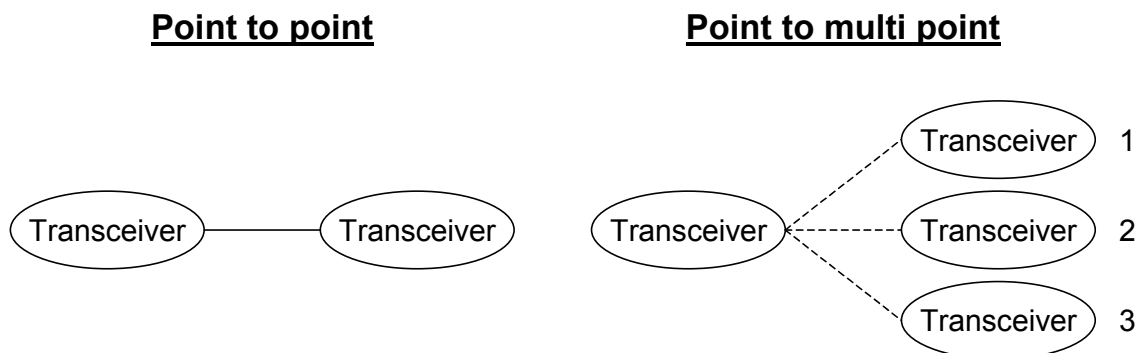 Point to point
Point to multi point
Transceiver 1
Transceiver Transceiver
Transceiver Transceiver 2
Transceiver 3